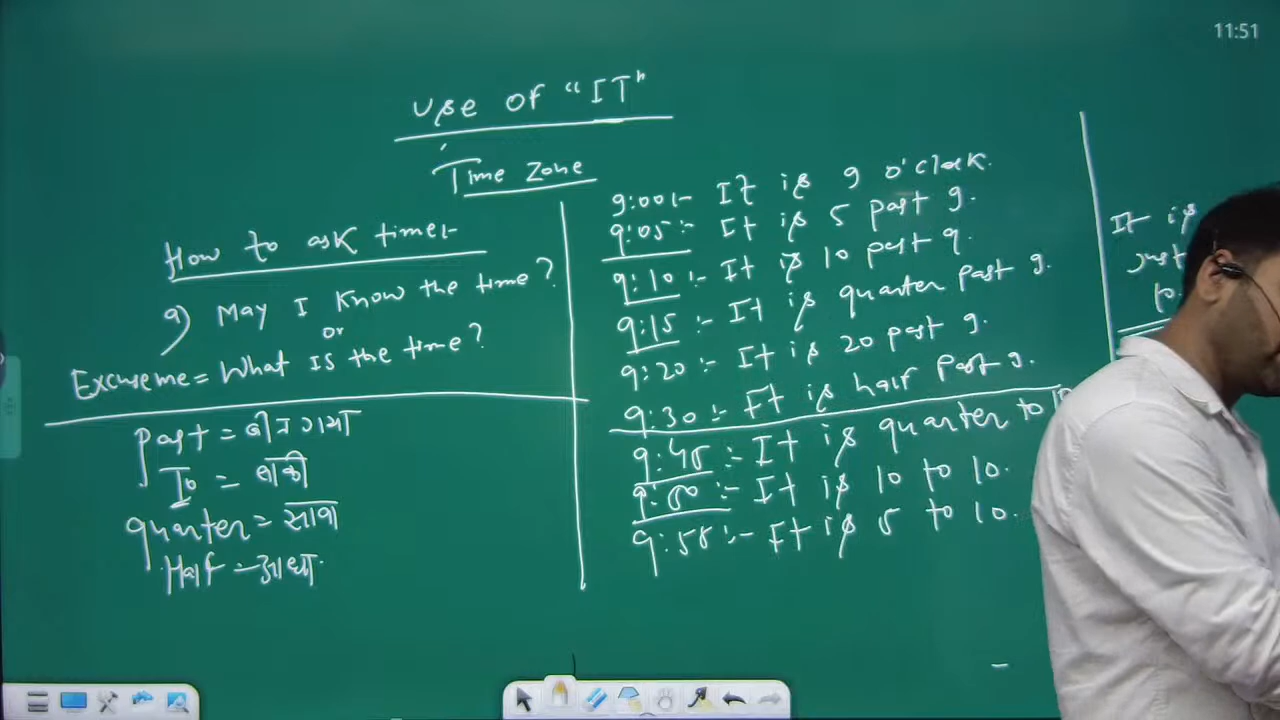 11:51
Use of "IT"
Time Zone
How to ask time:-
9) May I know the time?
or
Excuseme = What Is the time?
Past = बीत गया
To = बाकी
quarter = सावा
Half = आधा
9:00:- It is 9 o'clock.
9:05:- It is 5 past 9.
9:10:- It is 10 past 9.
9:15:- It is quarter past 9.
9:20:- It is 20 past 9.
9:30:- It is half past 9.
9:45:- It is quarter to 10
9:50:- It is 10 to 10.
9:55:- It is 5 to 10.
It is
just
to